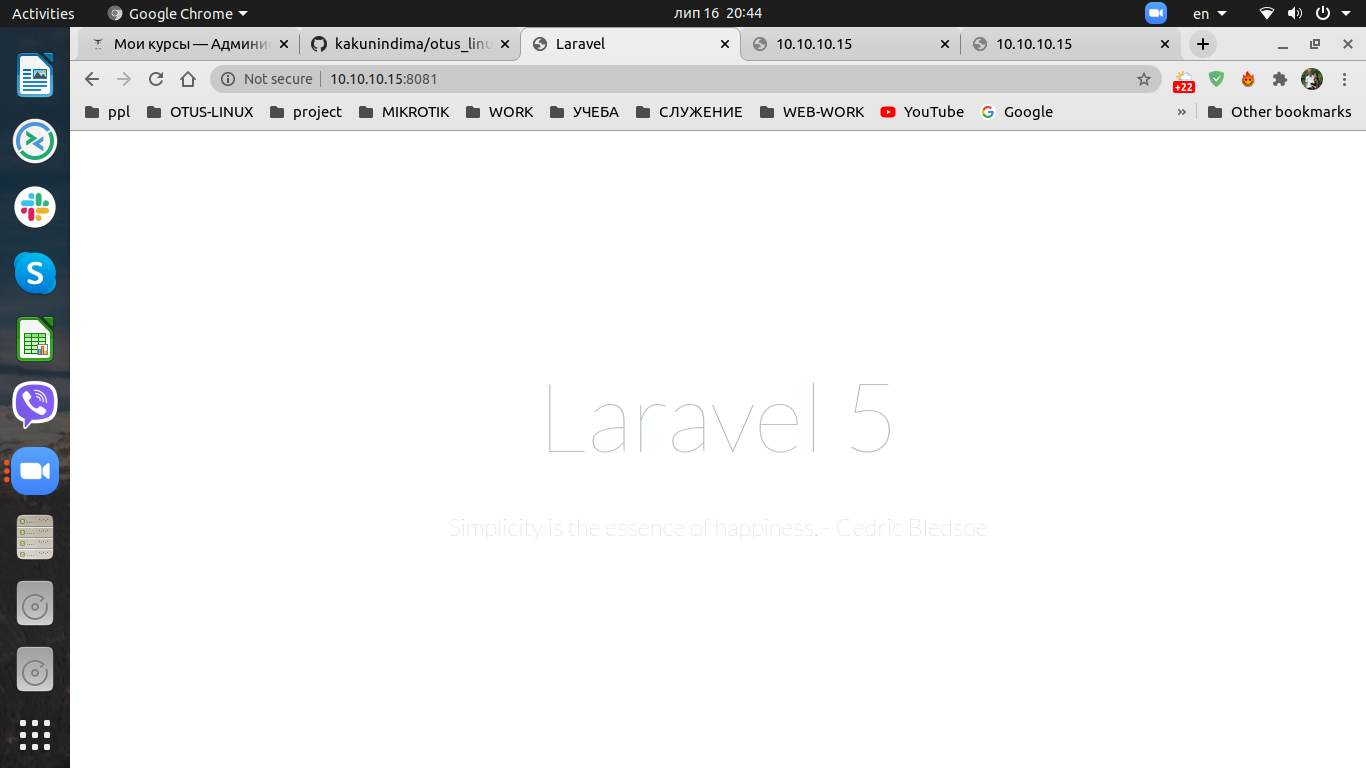 Activities Google Chrome лип 16 20:44 en
Мои курсы — Админи kakunindima/otus_linu Laravel 10.10.10.15 10.10.10.15
Not secure 10.10.10.15:8081 +22
ppl OTUS-LINUX project MIKROTIK WORK УЧЕБА СЛУЖЕНИЕ WEB-WORK YouTube Google » Other bookmarks
Laravel 5
Simplicity is the essence of happiness. - Cedric Bledsoe